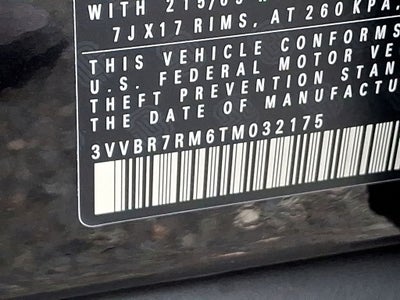 WITH 215/65
7JX17 RIMS, AT 260 KPA,
THIS VEHICLE CONFORMS
U.S. FEDERAL MOTOR VE
THEFT PREVENTION STAN
THE DATE OF MANUFACTU
3VVBR7RM6TM032175